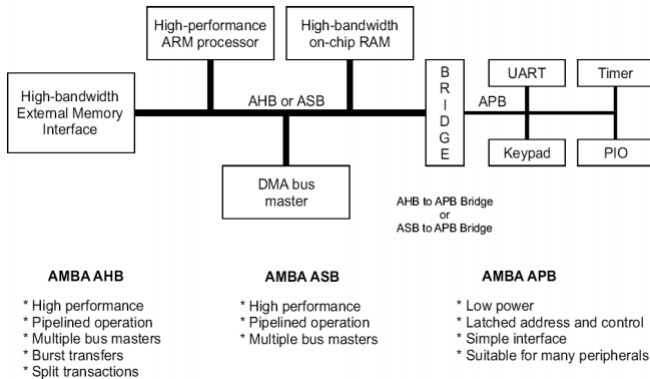 High-performance
ARM processor
High-bandwidth
on-chip RAM
High-bandwidth
External Memory
Interface
AHB or ASB
B
R
I
D
G
E
APB
UART
Timer
Keypad
PIO
DMA bus
master
AHB to APB Bridge
or
ASB to APB Bridge
AMBA AHB
* High performance
* Pipelined operation
* Multiple bus masters
* Burst transfers
* Split transactions
AMBA ASB
* High performance
* Pipelined operation
* Multiple bus masters
AMBA APB
* Low power
* Latched address and control
* Simple interface
* Suitable for many peripherals